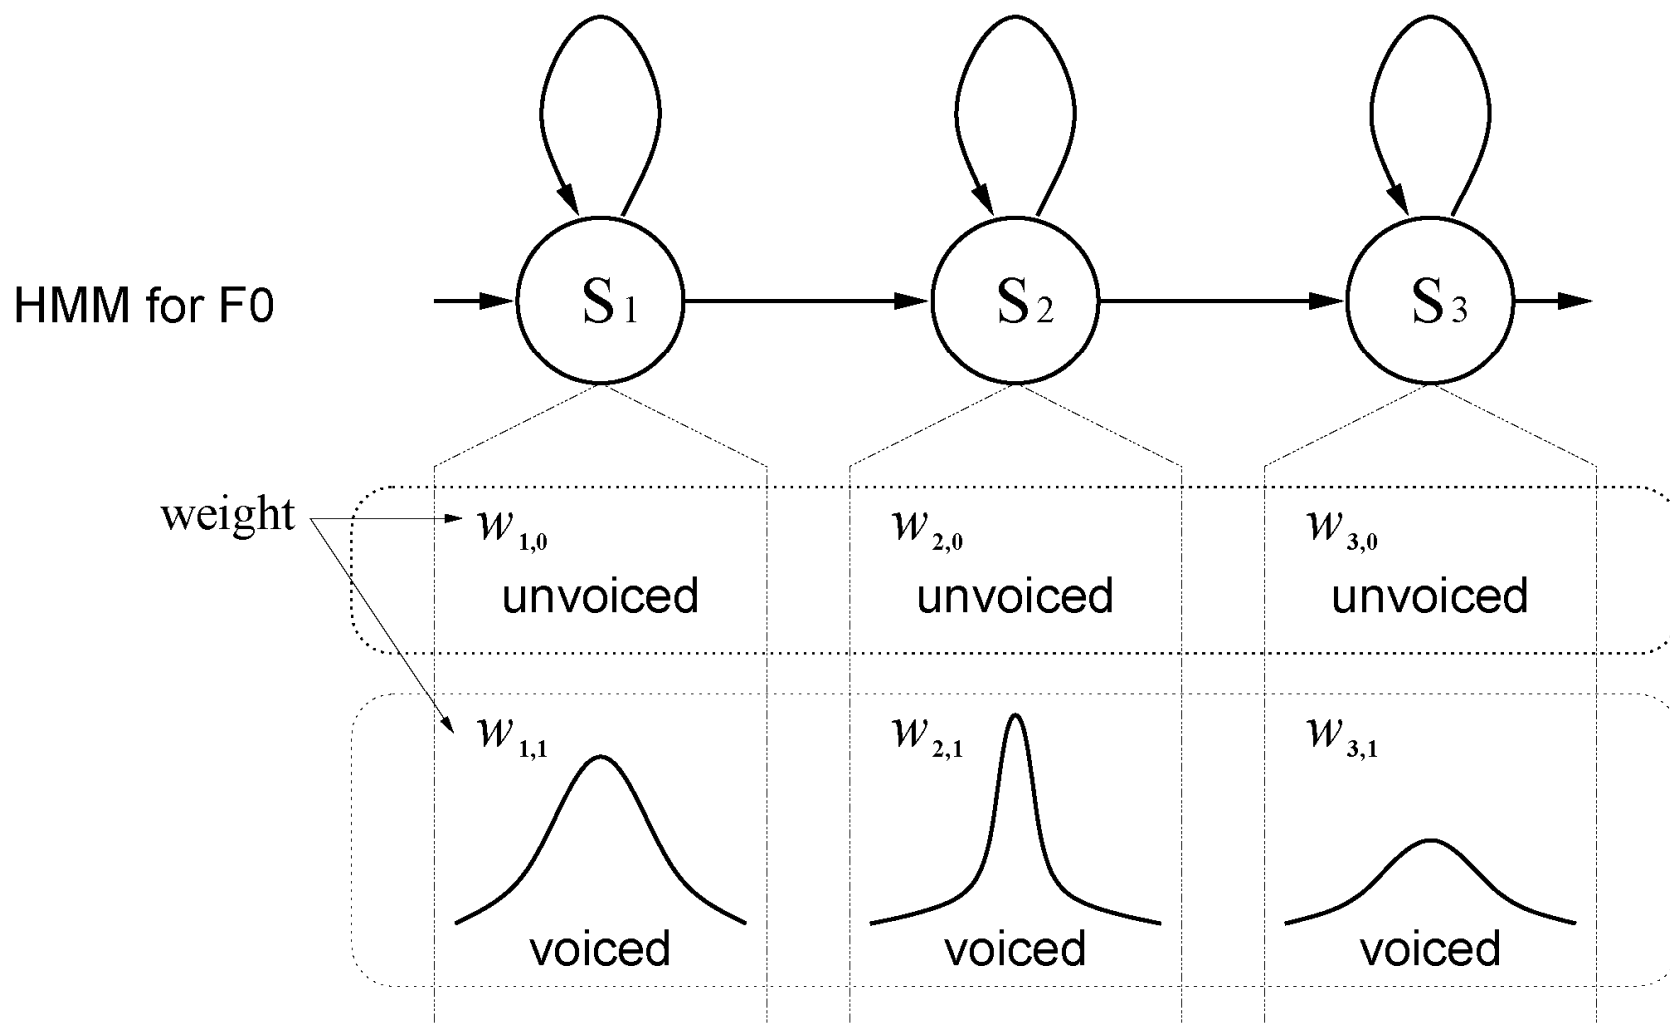 HMM for F0
S1 S2 S3
weight
w1,0 w2,0 w3,0
unvoiced unvoiced unvoiced
w1,1 w2,1 w3,1
voiced voiced voiced